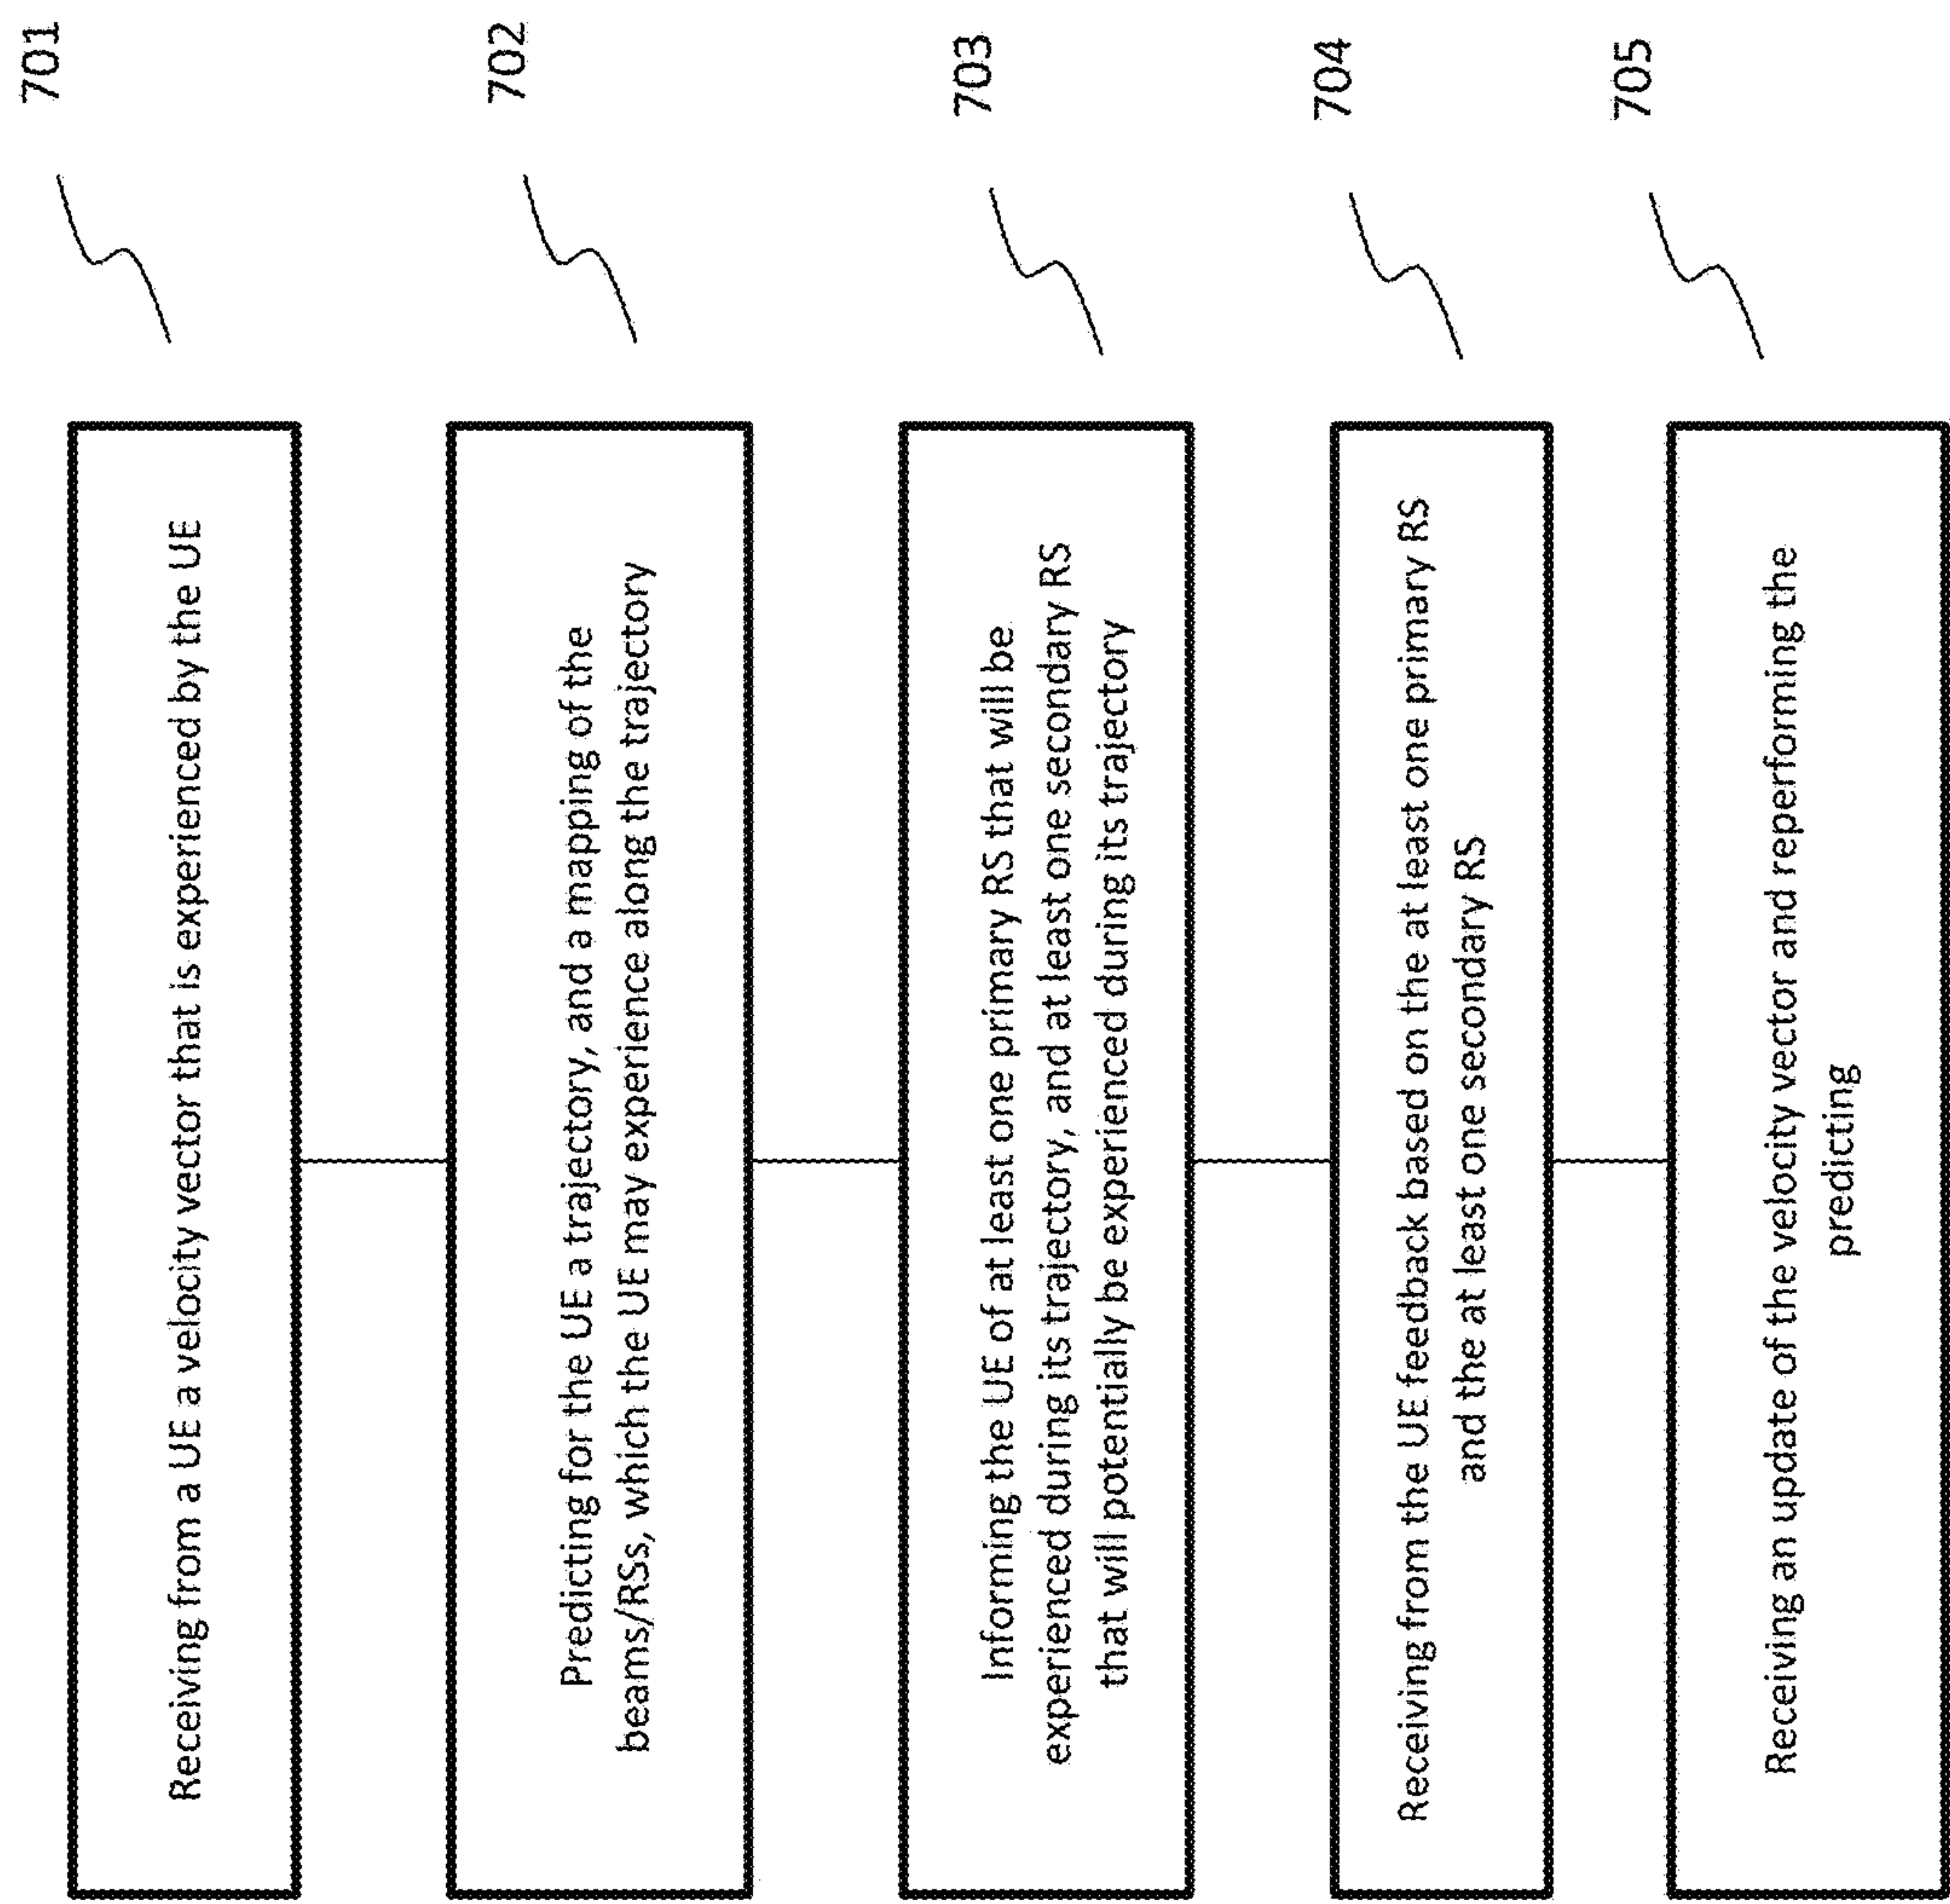 701
Receiving from a UE a velocity vector that is experienced by the UE
702
Predicting for the UE a trajectory, and a mapping of the
beams/RSs, which the UE may experience along the trajectory
703
Informing the UE of at least one primary RS that will be
experienced during its trajectory, and at least one secondary RS
that will potentially be experienced during its trajectory
704
Receiving from the UE feedback based on the at least one primary RS
and the at least one secondary RS
705
Receiving an update of the velocity vector and reperforming the
predicting